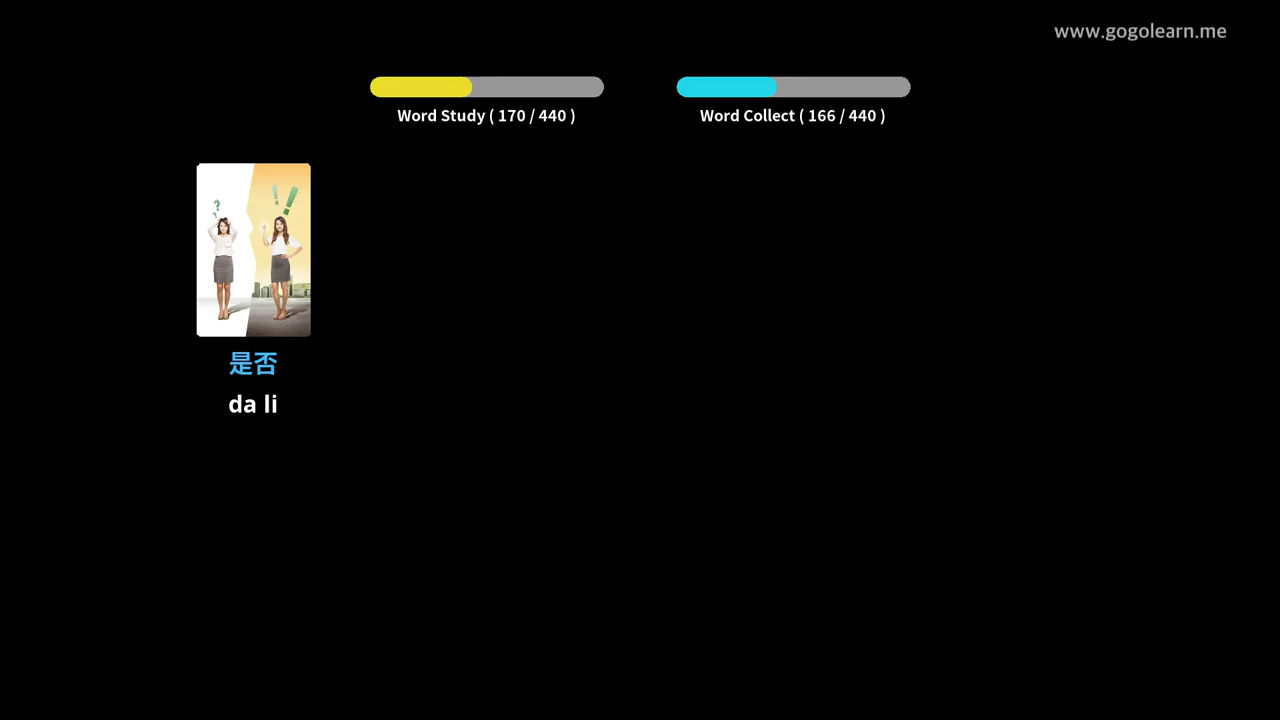 www.gogolearn.me
Word Study ( 170 / 440 )
Word Collect ( 166 / 440 )
? ?
! !
是否
da li